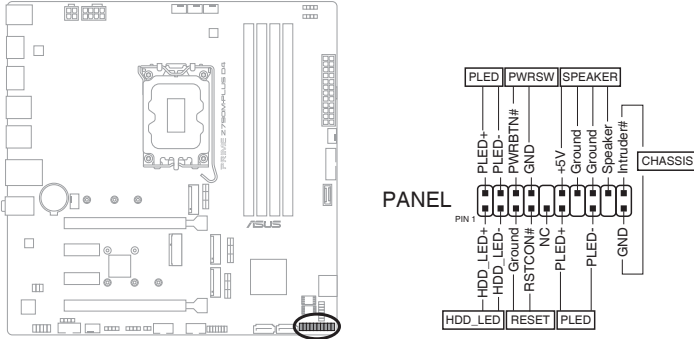 PRIME Z790M-PLUS D4
ASUS
PLED PWRSW SPEAKER
PLED+
PLED-
PWRBTN#
GND
+5V
Ground
Ground
Speaker
Intruder#
CHASSIS
PANEL
PIN 1
HDD_LED+
HDD_LED-
Ground
RSTCON#
NC
PLED+
PLED-
GND
HDD_LED RESET PLED